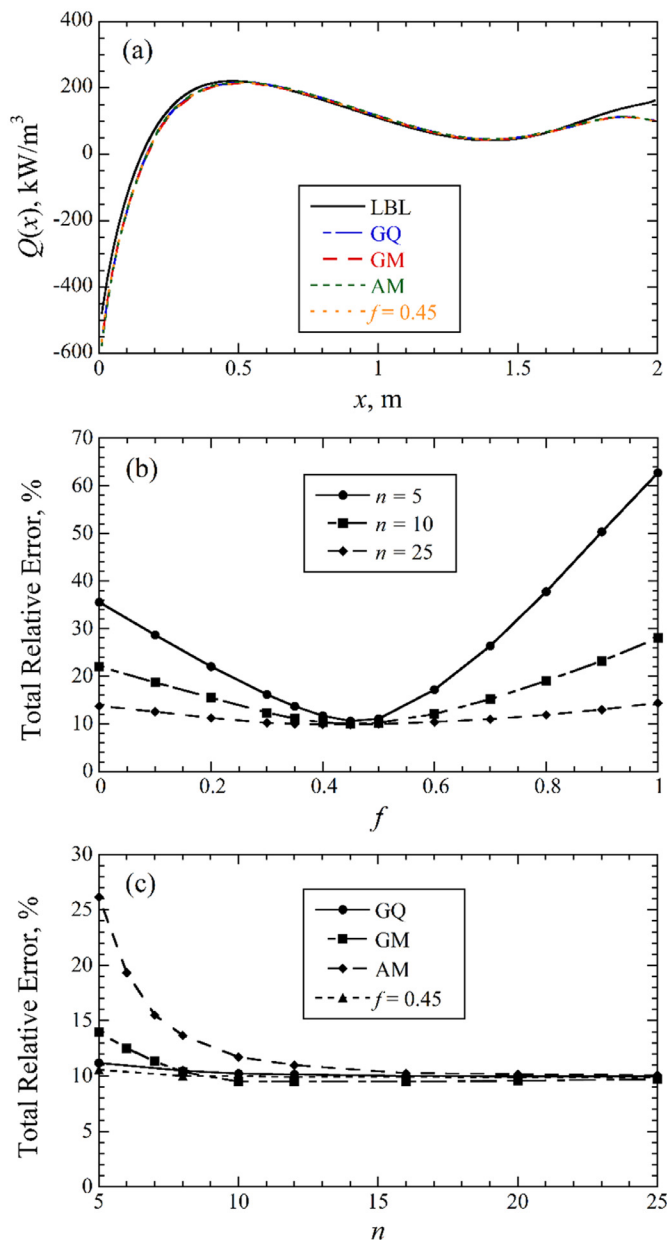 (a)
400
200
0
-200
-400
-600
Q(x), kW/m³
LBL
GQ
GM
AM
f = 0.45
0 0.5 1 1.5 2
x, m
(b)
70
60
50
40
30
20
10
0
Total Relative Error, %
n = 5
n = 10
n = 25
0 0.2 0.4 0.6 0.8 1
f
(c)
30
25
20
15
10
5
0
Total Relative Error, %
GQ
GM
AM
f = 0.45
5 10 15 20 25
n